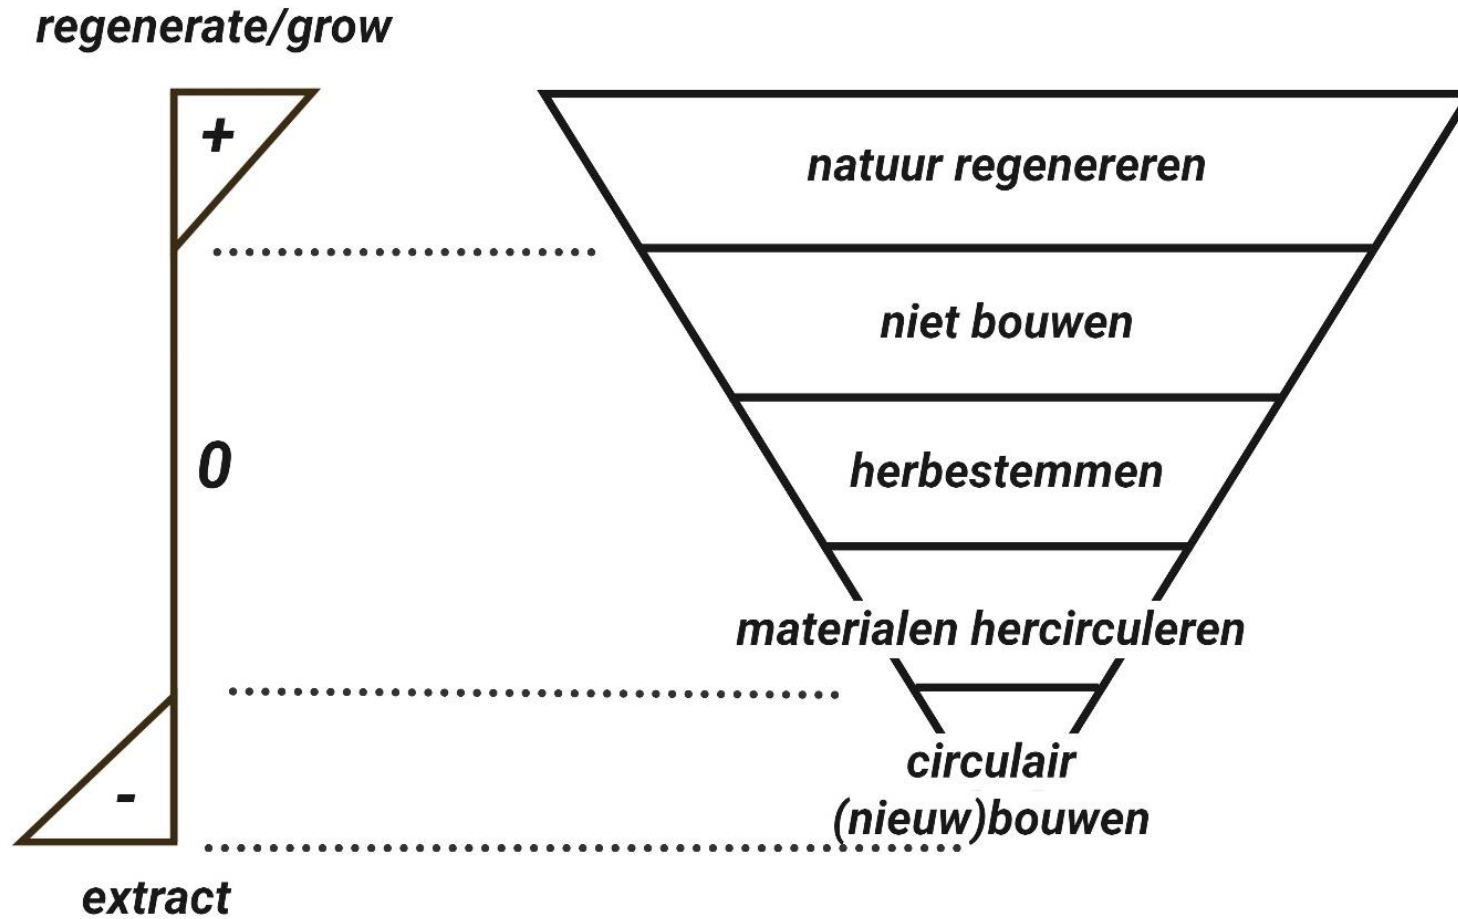 regenerate/grow
+
natuur regenereren
niet bouwen
0
herbestemmen
materialen hercirculeren
circulair
-
(nieuw)bouwen
extract